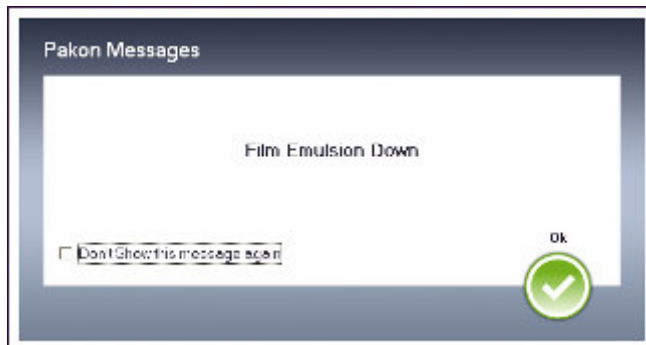 Pakon Messages
Film Emulsion Down
Ok
Don't Show this message again